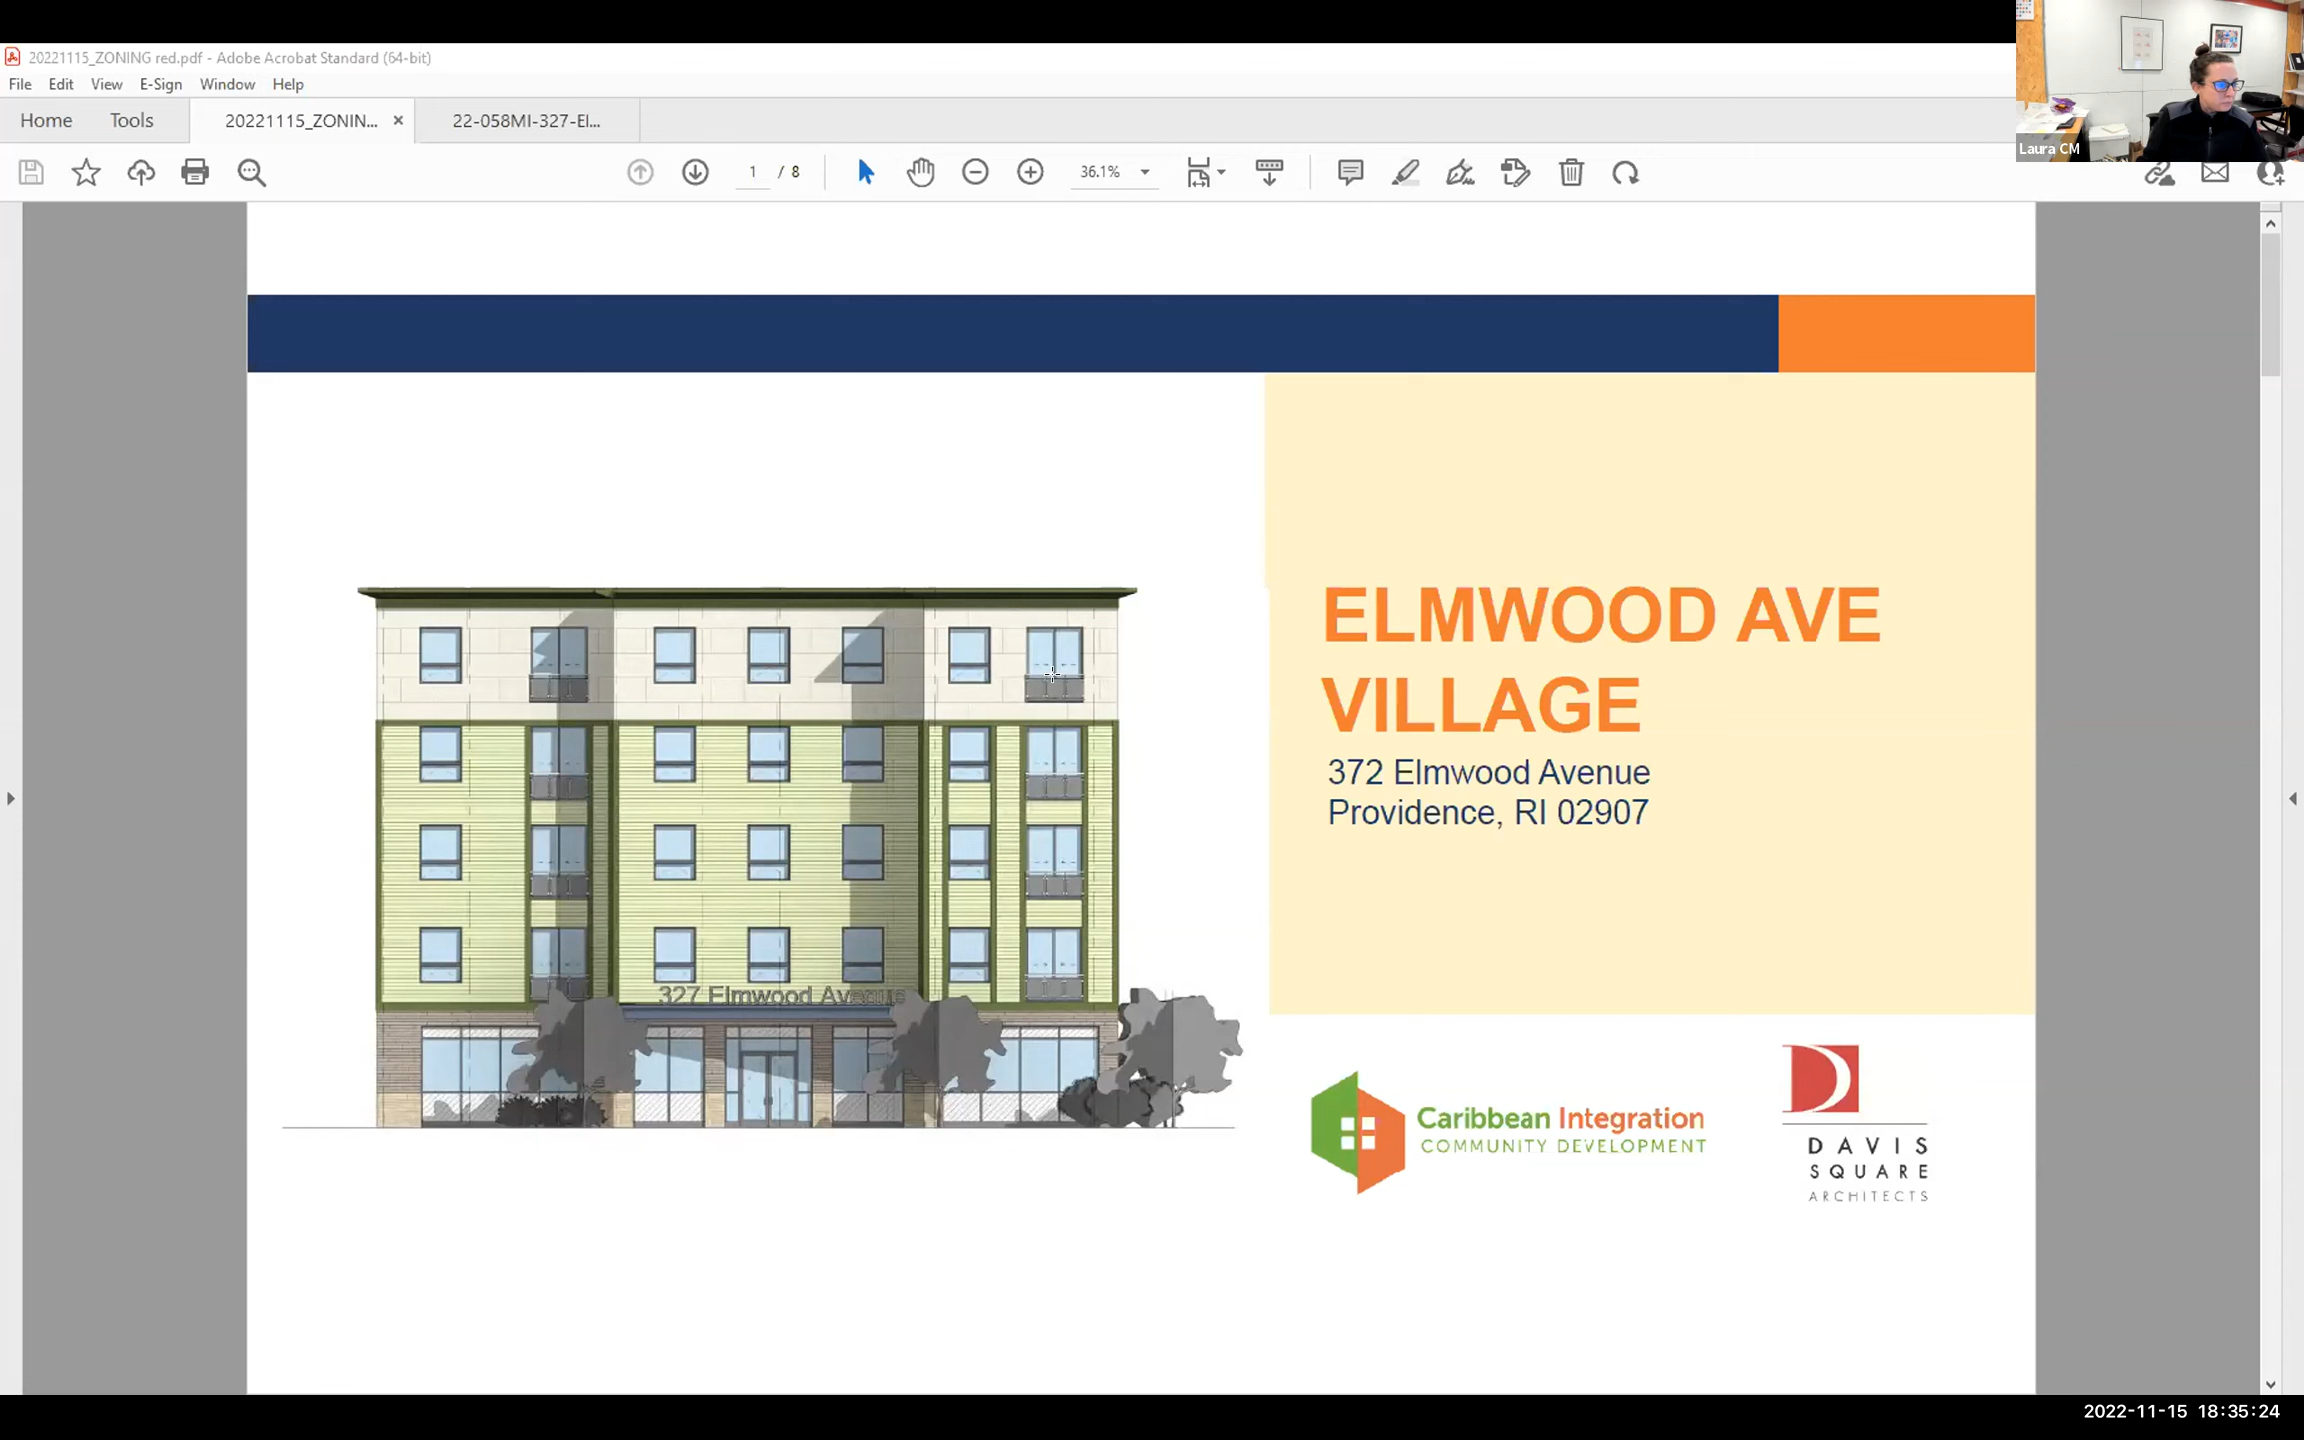 20221115_ZONING red.pdf - Adobe Acrobat Standard (64-bit)
File Edit View E-Sign Window Help
Home Tools 20221115_ZONIN... × 22-058MI-327-El...
1 / 8 36.1%
Laura CM
ELMWOOD AVE
VILLAGE
372 Elmwood Avenue
Providence, RI 02907
327 Elmwood Avenue
Caribbean Integration
COMMUNITY DEVELOPMENT
DAVIS
SQUARE
ARCHITECTS
2022-11-15 18:35:24